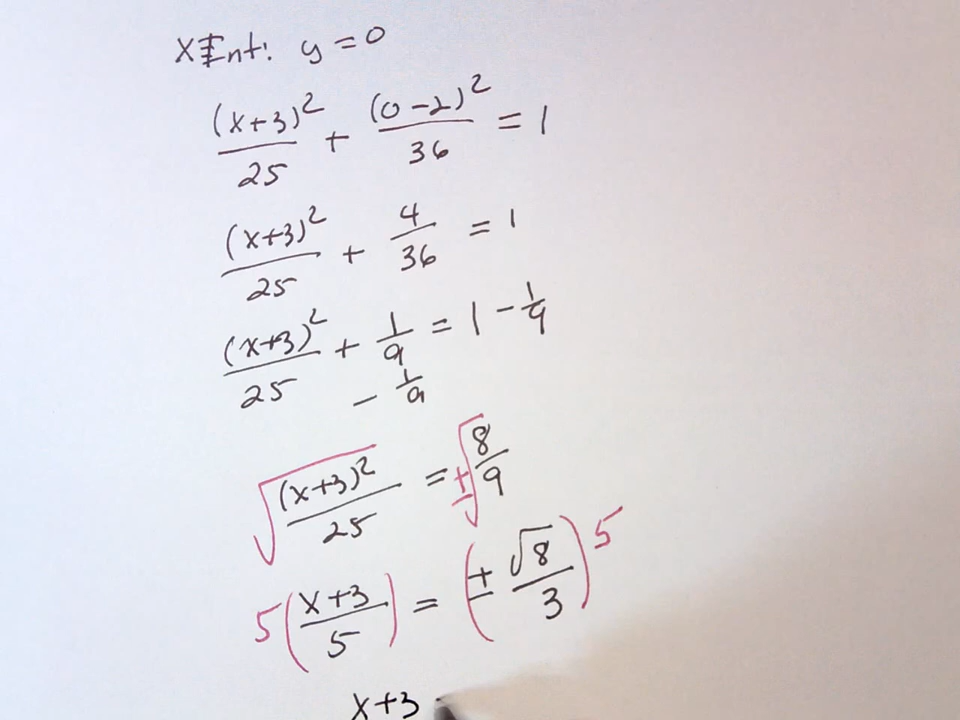 X Int: y = 0
(x+3)²/25 + (0-2)²/36 = 1
(x+3)²/25 + 4/36 = 1
(x+3)²/25 + 1/9 = 1 - 1/9
- 1/9
√((x+3)²/25) = ±√(8/9)
5((x+3)/5) = (± √8/3)5
x+3